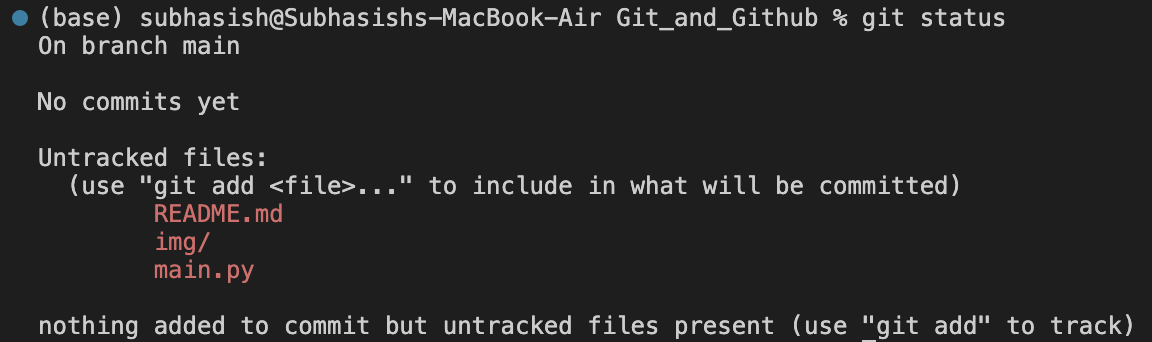 (base) subhasish@Subhasishs-MacBook-Air Git_and_Github % git status
On branch main
No commits yet
Untracked files:
(use "git add <file>..." to include in what will be committed)
README.md
img/
main.py
nothing added to commit but untracked files present (use "git add" to track)